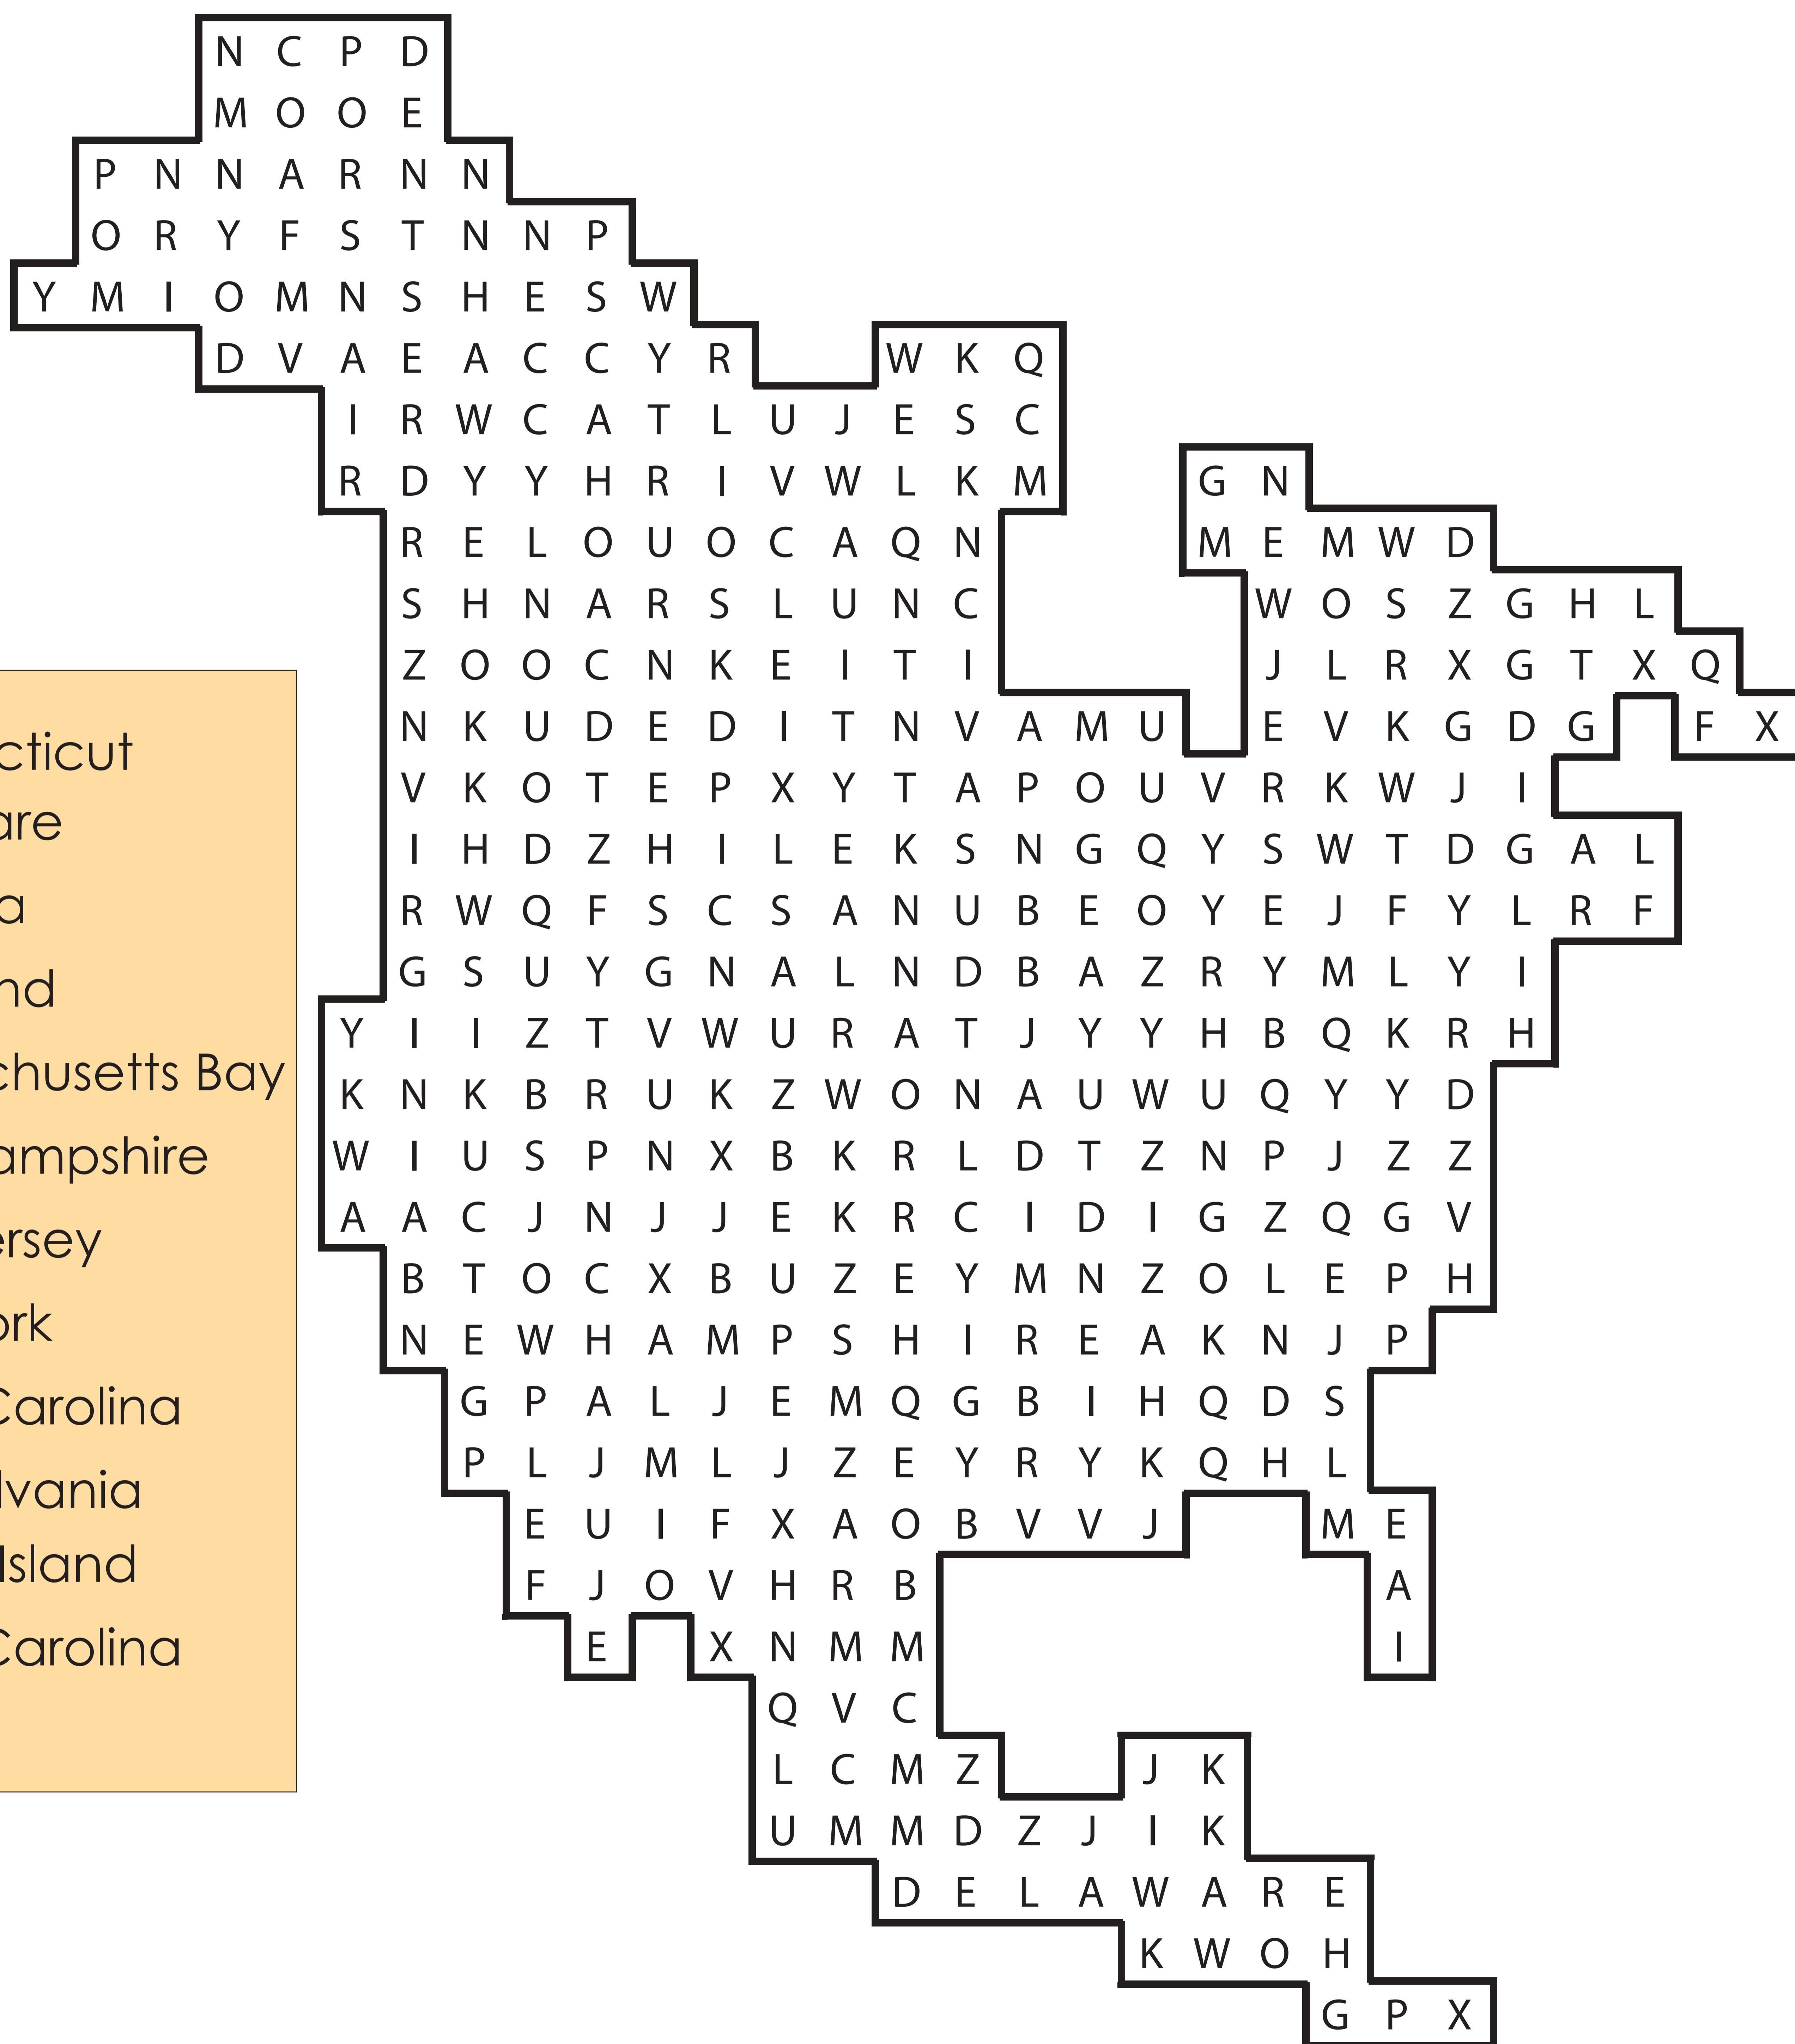 N C P D
M O O E
P N N A R N N
O R Y F S T N N P
Y M I O M N S H E S W
D V A E A C C Y R W K Q
I R W C A T L U J E S C
R D Y Y H R I V W L K M G N
R E L O U O C A Q N M E M W D
S H N A R S L U N C W O S Z G H L
Z O O C N K E I T I J L R X G T X Q
N K U D E D I T N V A M U E V K G D G F X
V K O T E P X Y T A P O U V R K W J I
I H D Z H I L E K S N G Q Y S W T D G A L
R W Q F S C S A N U B E O Y E J F Y L R F
G S U Y G N A L N D B A Z R Y M L Y I
Y I I Z T V W U R A T J Y Y H B Q K R H
K N K B R U K Z W O N A U W U Q Y Y D
W I U S P N X B K R L D T Z N P J Z Z
A A C J N J J E K R C I D I G Z Q G V
B T O C X B U Z E Y M N Z O L E P H
N E W H A M P S H I R E A K N J P
G P A L J E M Q G B I H Q D S
P L J M L J Z E Y R Y K Q H L
E U I F X A O B V V J M E
F J O V H R B A
E X N M M I
Q V C
L C M Z J K
U M M D Z J I K
D E L A W A R E
K W O H
G P X
cticut
are
a
nd
chusetts Bay
ampshire
ersey
ork
Carolina
lvania
Island
Carolina